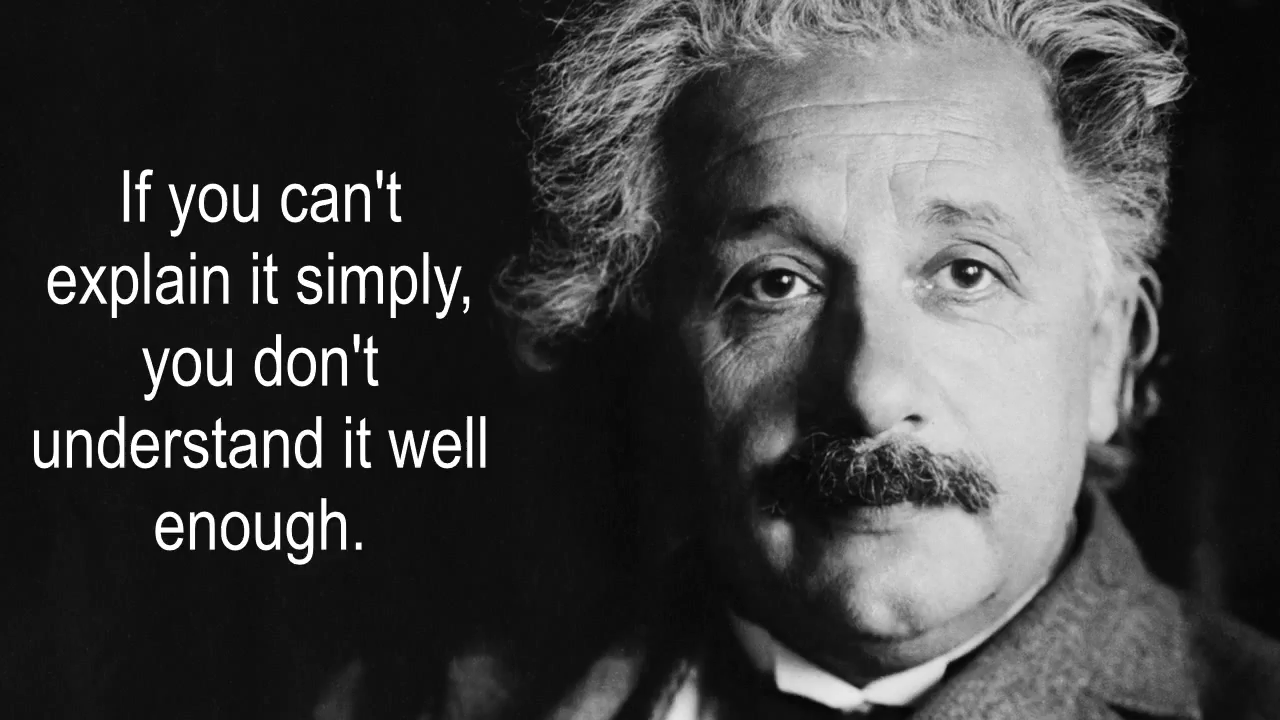 If you can't
explain it simply,
you don't
understand it well
enough.